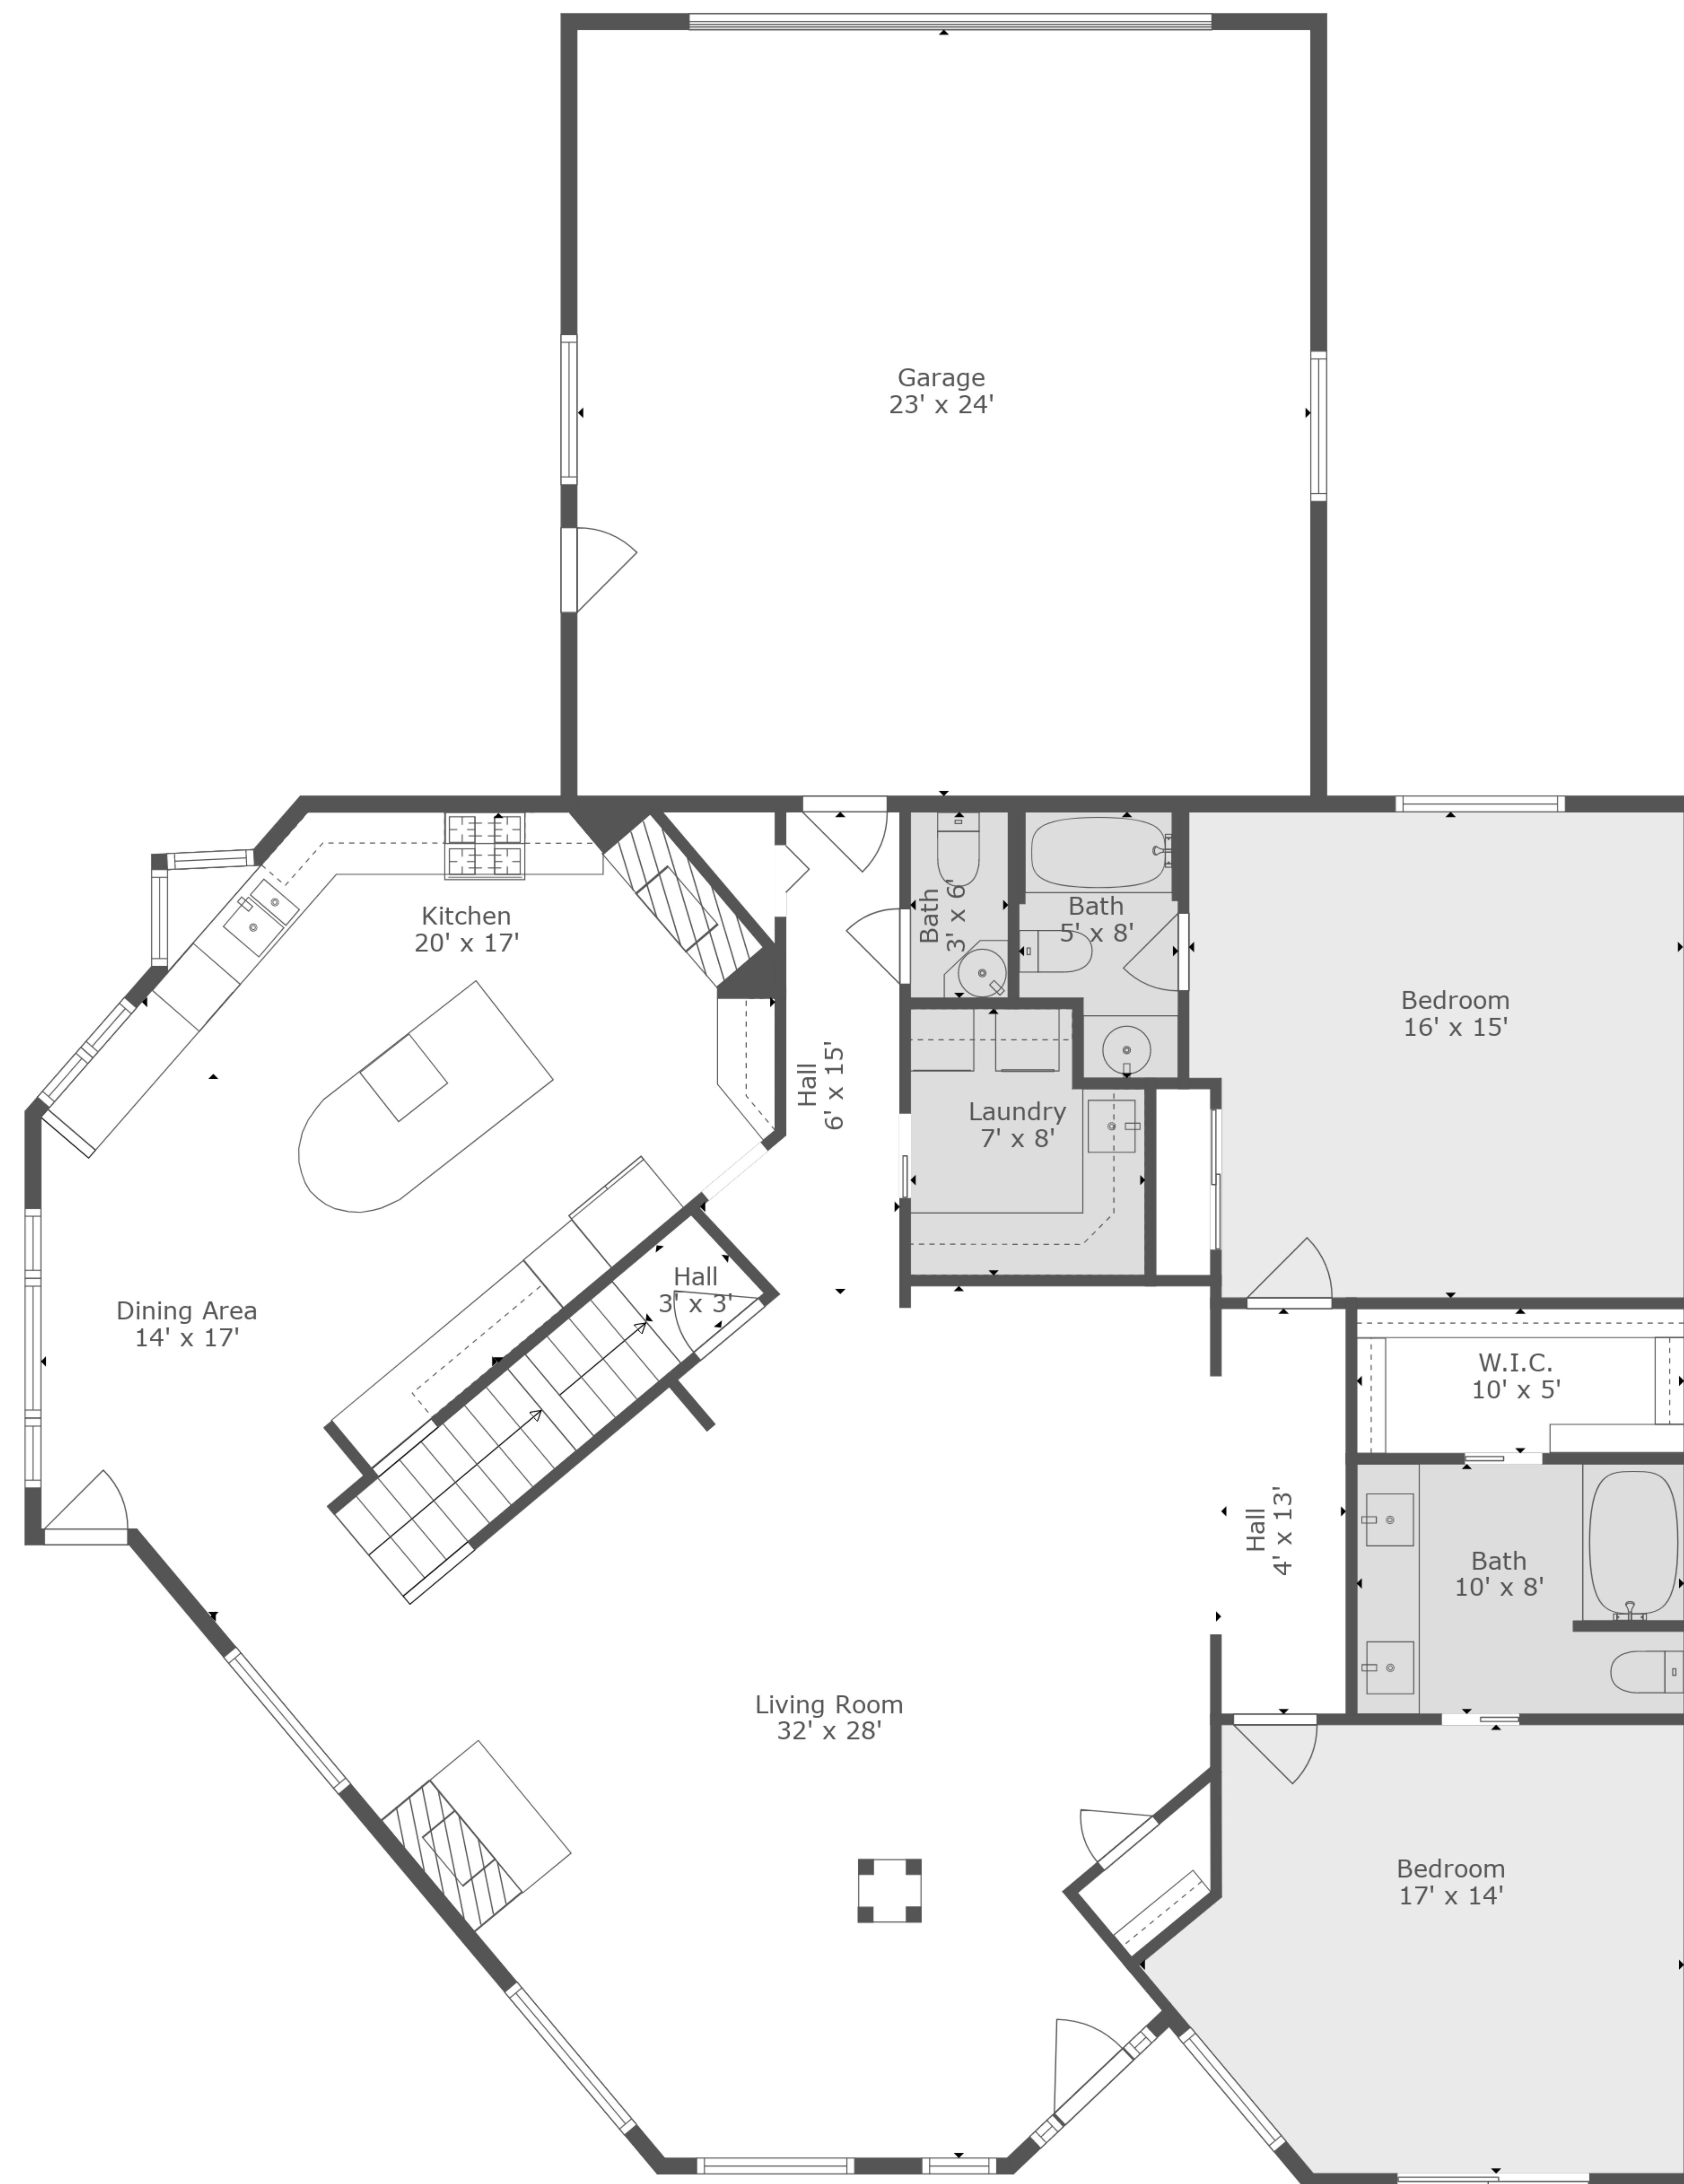 Garage
23' x 24'
Kitchen
20' x 17'
Bath
3' x 6'
Bath
5' x 8'
Bedroom
16' x 15'
Hall
6' x 15'
Laundry
7' x 8'
Hall
3' x 3'
Dining Area
14' x 17'
W.I.C.
10' x 5'
Hall
4' x 13'
Bath
10' x 8'
Living Room
32' x 28'
Bedroom
17' x 14'